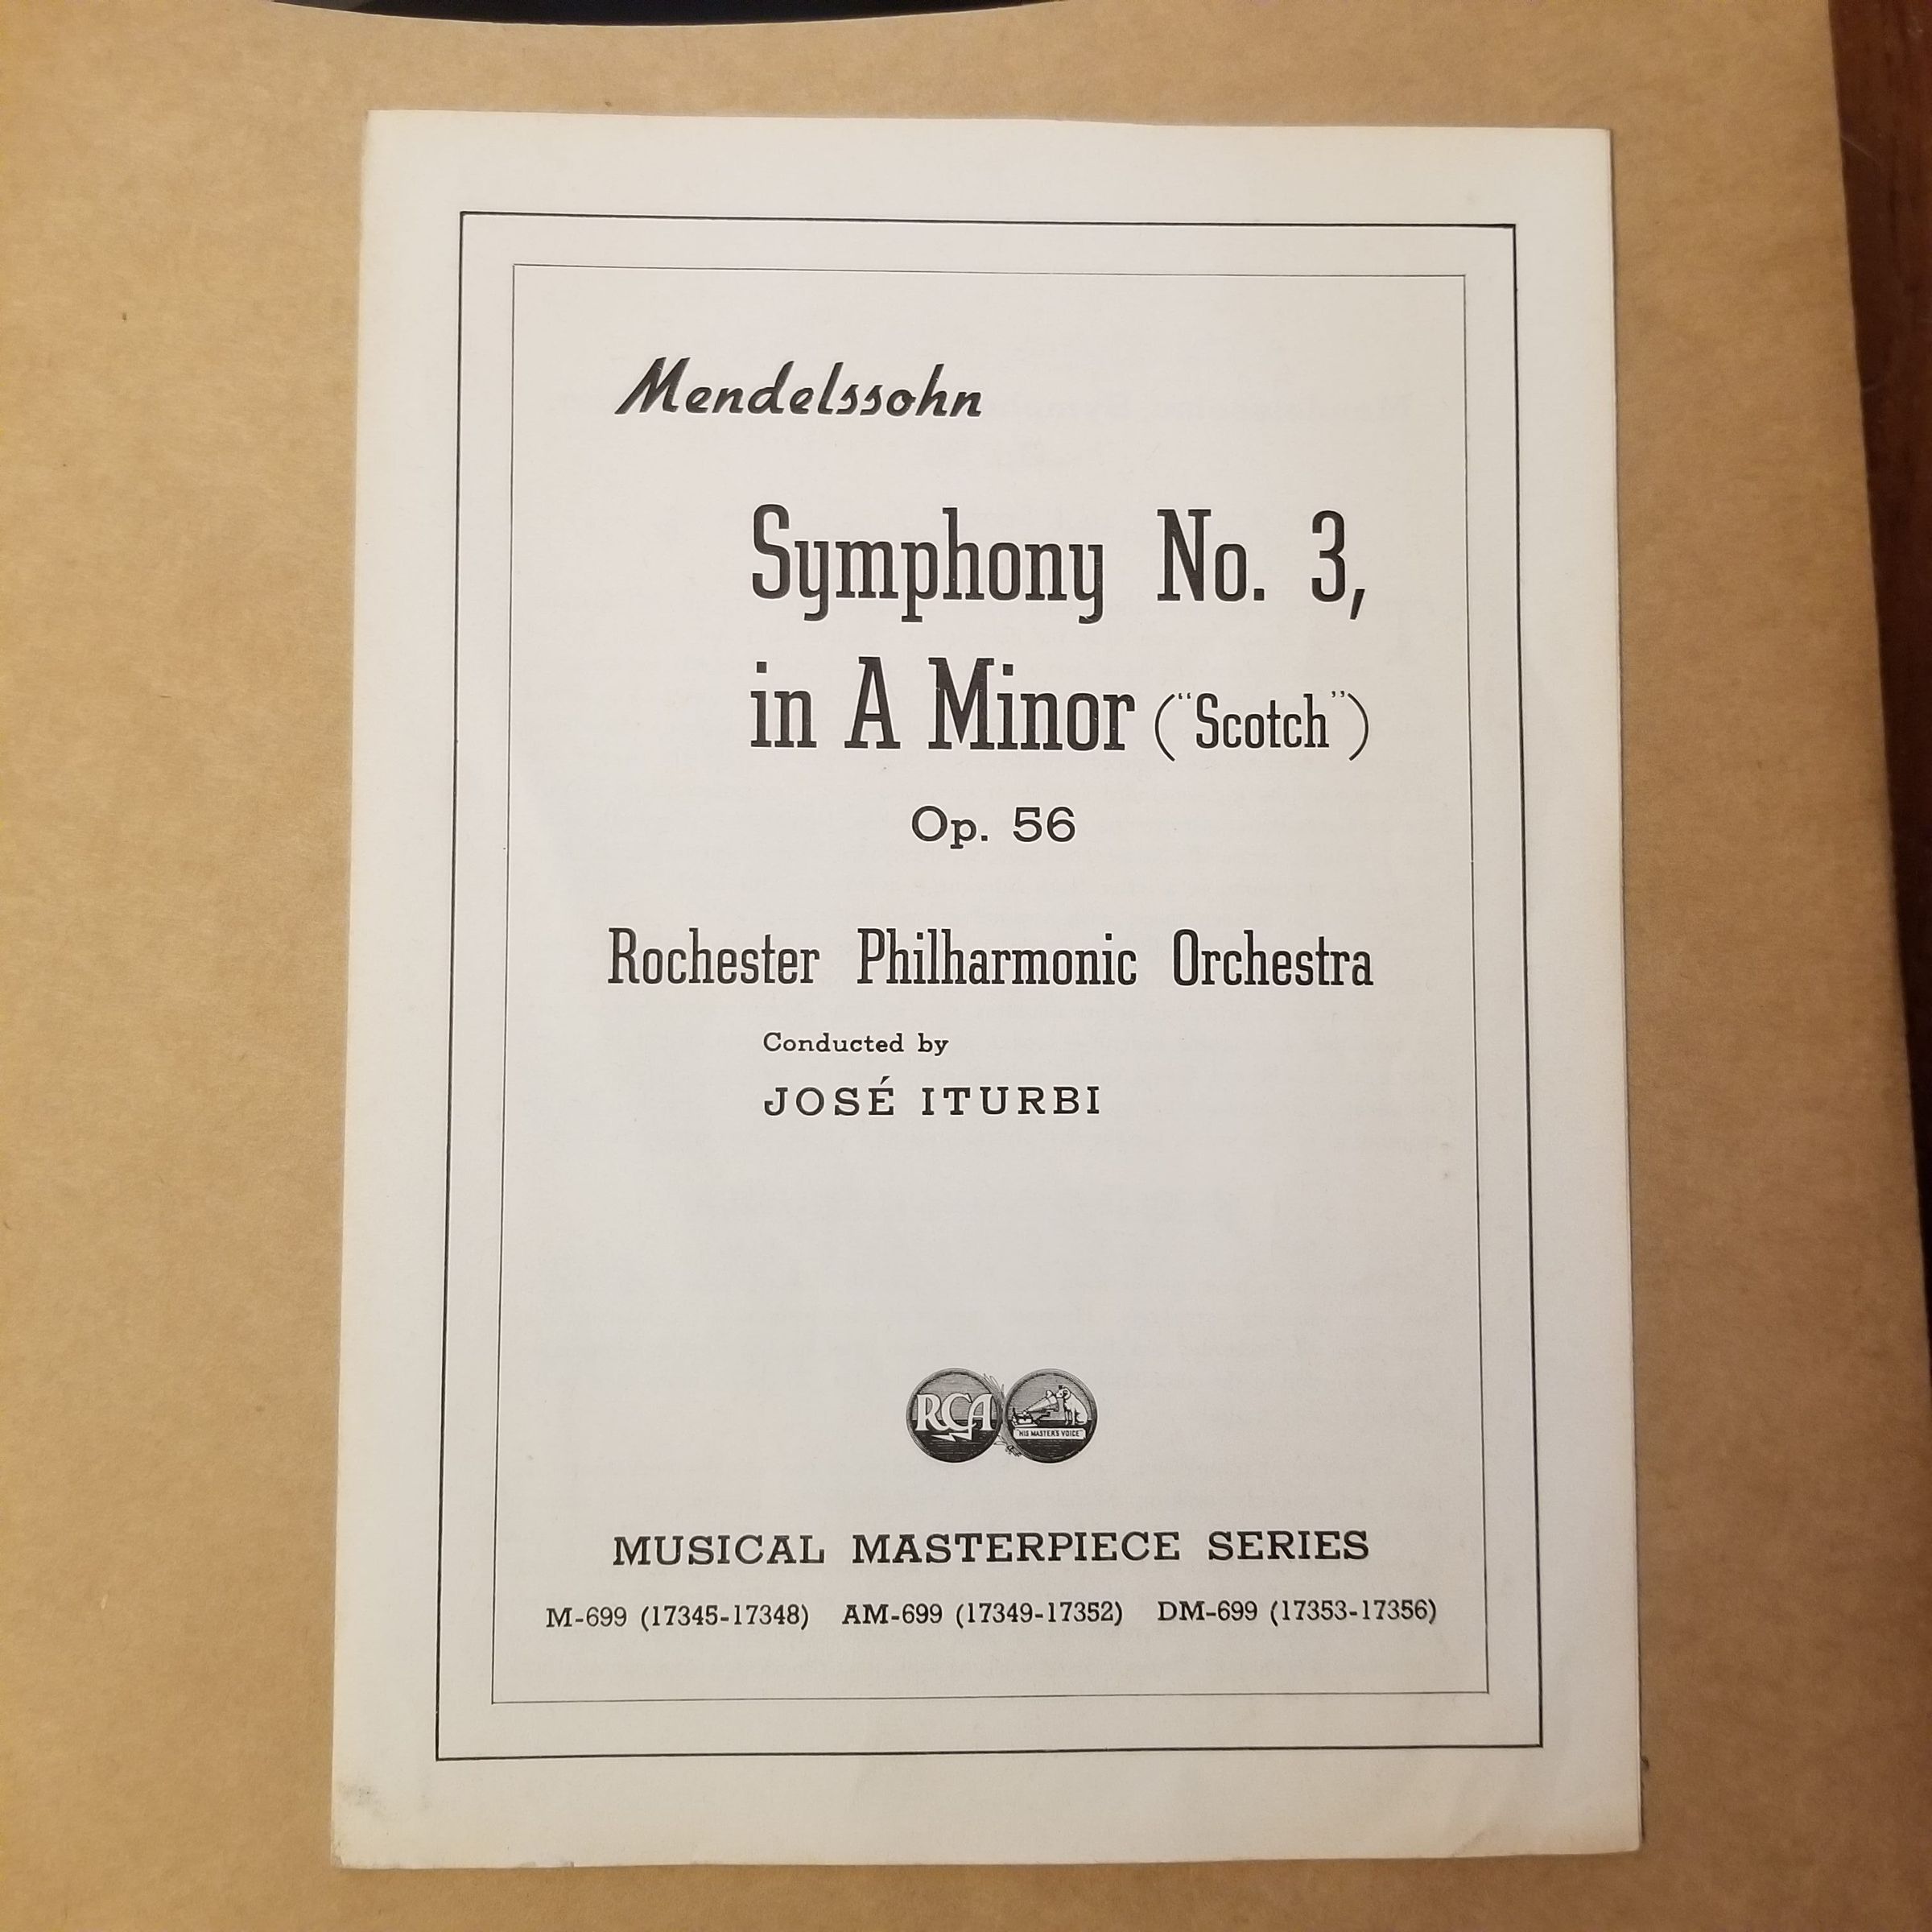 Mendelssohn
Symphony No. 3,
in A Minor (“Scotch”)
Op. 56
Rochester Philharmonic Orchestra
Conducted by
JOSÉ ITURBI
RCA
"HIS MASTER'S VOICE"
MUSICAL MASTERPIECE SERIES
M-699 (17345-17348) AM-699 (17349-17352) DM-699 (17353-17356)